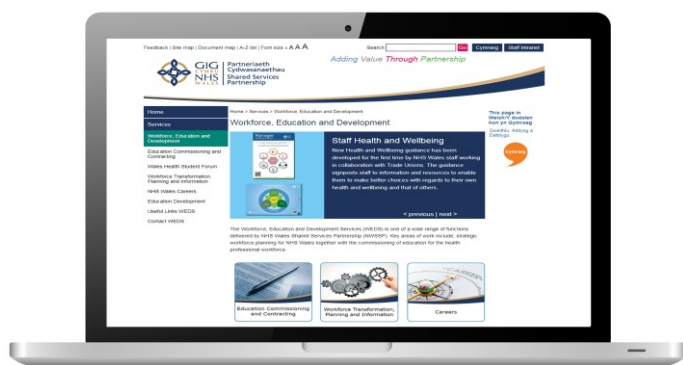 Feedback | Site map | Document map | A-Z list | Font size = A A A
Search
Go
Cymraeg
Staff Intranet
GIG
CYMRU
NHS
WALES
Partneriaeth
Cydwasanaethau
Shared Services
Partnership
Adding Value Through Partnership
Home
Services
Workforce, Education and
Development
Education Commissioning and
Contracting
Wales Health Student Forum
Workforce Transformation,
Planning and Information
NHS Wales Careers
Education Development
Useful Links WEDS
Contact WEDS
Home > Services > Workforce, Education and Development
Workforce, Education and Development
Staff Health and Wellbeing
New Health and Wellbeing guidance has been
developed for the first time by NHS Wales staff working
in collaboration with Trade Unions. The guidance
signposts staff to information and resources to enable
them to make better choices with regards to their own
health and wellbeing and that of others.
< previous | next >
This page in
Welsh/Y dudalen
hon yn Gymraeg
Cymraeg
The Workforce, Education and Development Services (WEDS) is one of a wide range of functions
delivered by NHS Wales Shared Services Partnership (NWSSP). Key areas of work include, strategic
workforce planning for NHS Wales together with the commissioning of education for the health
professional workforce.
Education Commissioning
and Contracting
Workforce Transformation,
Planning and Information
Careers